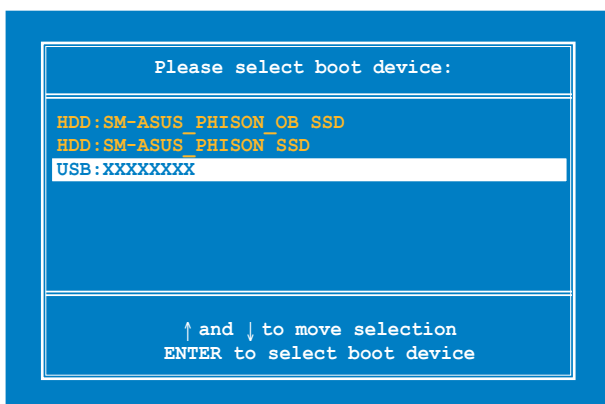 Please select boot device:
HDD:SM-ASUS_PHISON_OB SSD
HDD:SM-ASUS_PHISON SSD
USB:XXXXXXXX
↑ and ↓ to move selection
ENTER to select boot device